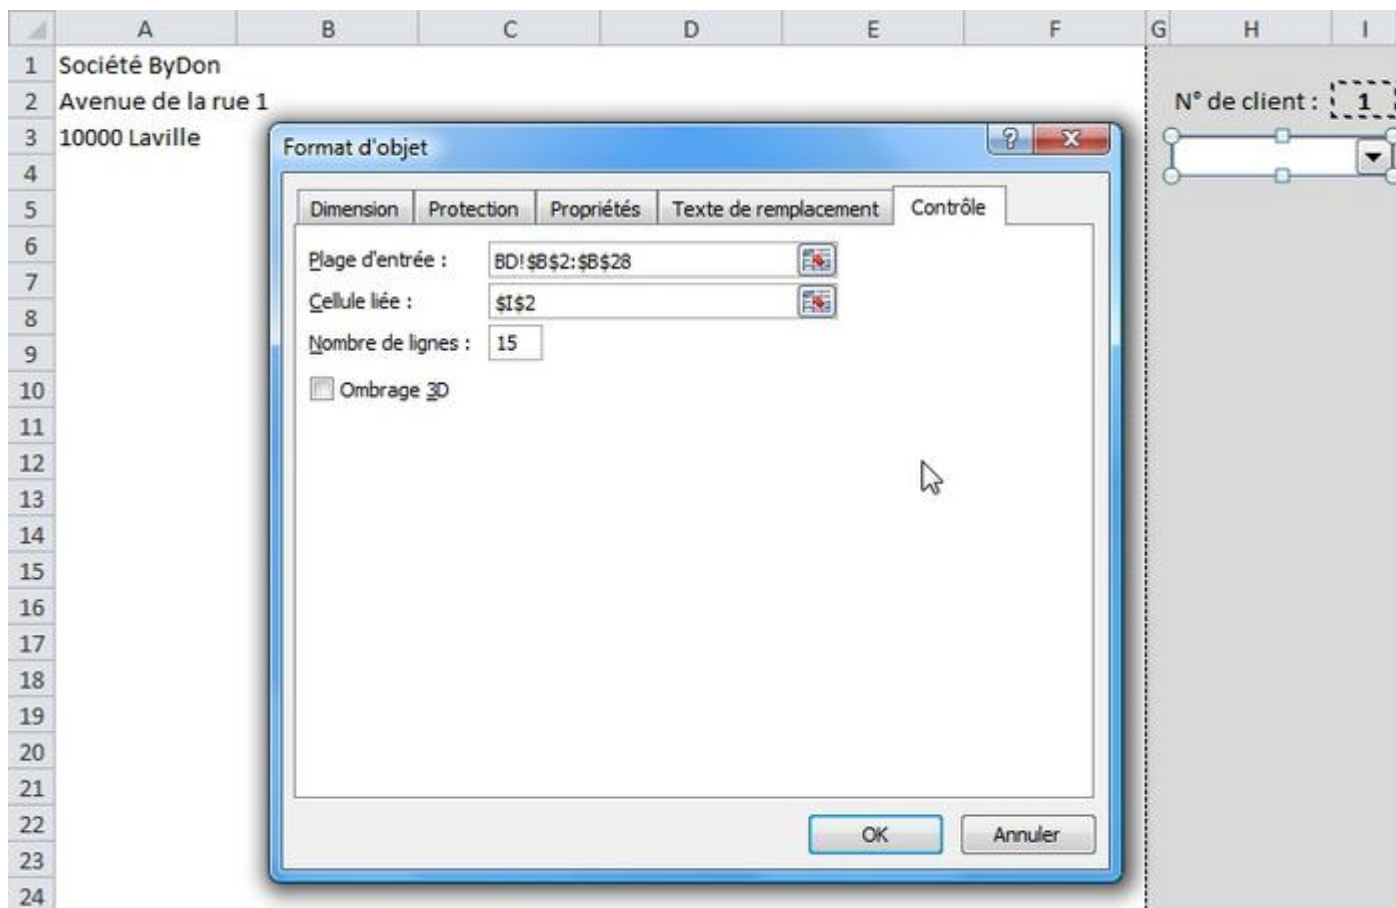 A B C D E F G H I
1 Société ByDon
2 Avenue de la rue 1 N° de client : 1
3 10000 Laville
Format d'objet
4
5 Dimension Protection Propriétés Texte de remplacement Contrôle
6
Plage d'entrée : BD!$B$2:$B$28
7
Cellule liée : $I$2
8
Nombre de lignes : 15
9
10 Ombrage 3D
11
12
13
14
15
16
17
18
19
20
21
22 OK Annuler
23
24